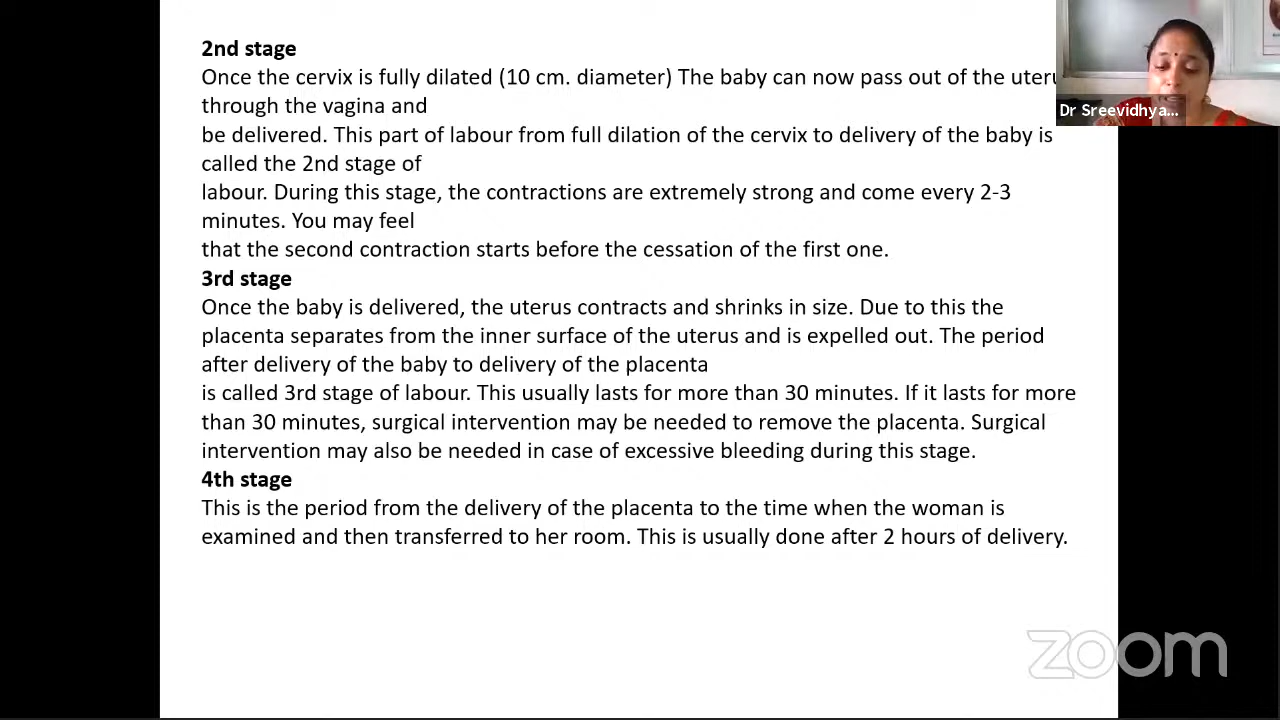 2nd stage
Once the cervix is fully dilated (10 cm. diameter) The baby can now pass out of the uteru
through the vagina and
be delivered. This part of labour from full dilation of the cervix to delivery of the baby is
called the 2nd stage of
labour. During this stage, the contractions are extremely strong and come every 2-3
minutes. You may feel
that the second contraction starts before the cessation of the first one.
3rd stage
Once the baby is delivered, the uterus contracts and shrinks in size. Due to this the
placenta separates from the inner surface of the uterus and is expelled out. The period
after delivery of the baby to delivery of the placenta
is called 3rd stage of labour. This usually lasts for more than 30 minutes. If it lasts for more
than 30 minutes, surgical intervention may be needed to remove the placenta. Surgical
intervention may also be needed in case of excessive bleeding during this stage.
4th stage
This is the period from the delivery of the placenta to the time when the woman is
examined and then transferred to her room. This is usually done after 2 hours of delivery.
Dr Sreevidhya...
zoom